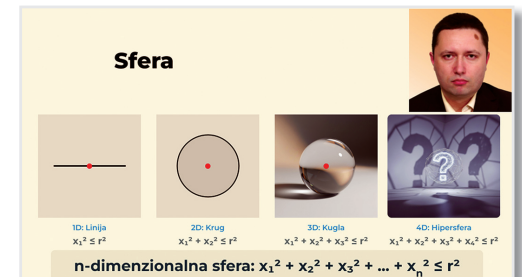 Sfera
1D: Linija
x₁² ≤ r²
2D: Krug
x₁² + x₂² ≤ r²
3D: Kugla
x₁² + x₂² + x₃² ≤ r²
4D: Hipersfera
x₁² + x₂² + x₃² + x₄² ≤ r²
n-dimenzionalna sfera: x₁² + x₂² + x₃² + ... + xₙ² ≤ r²
???